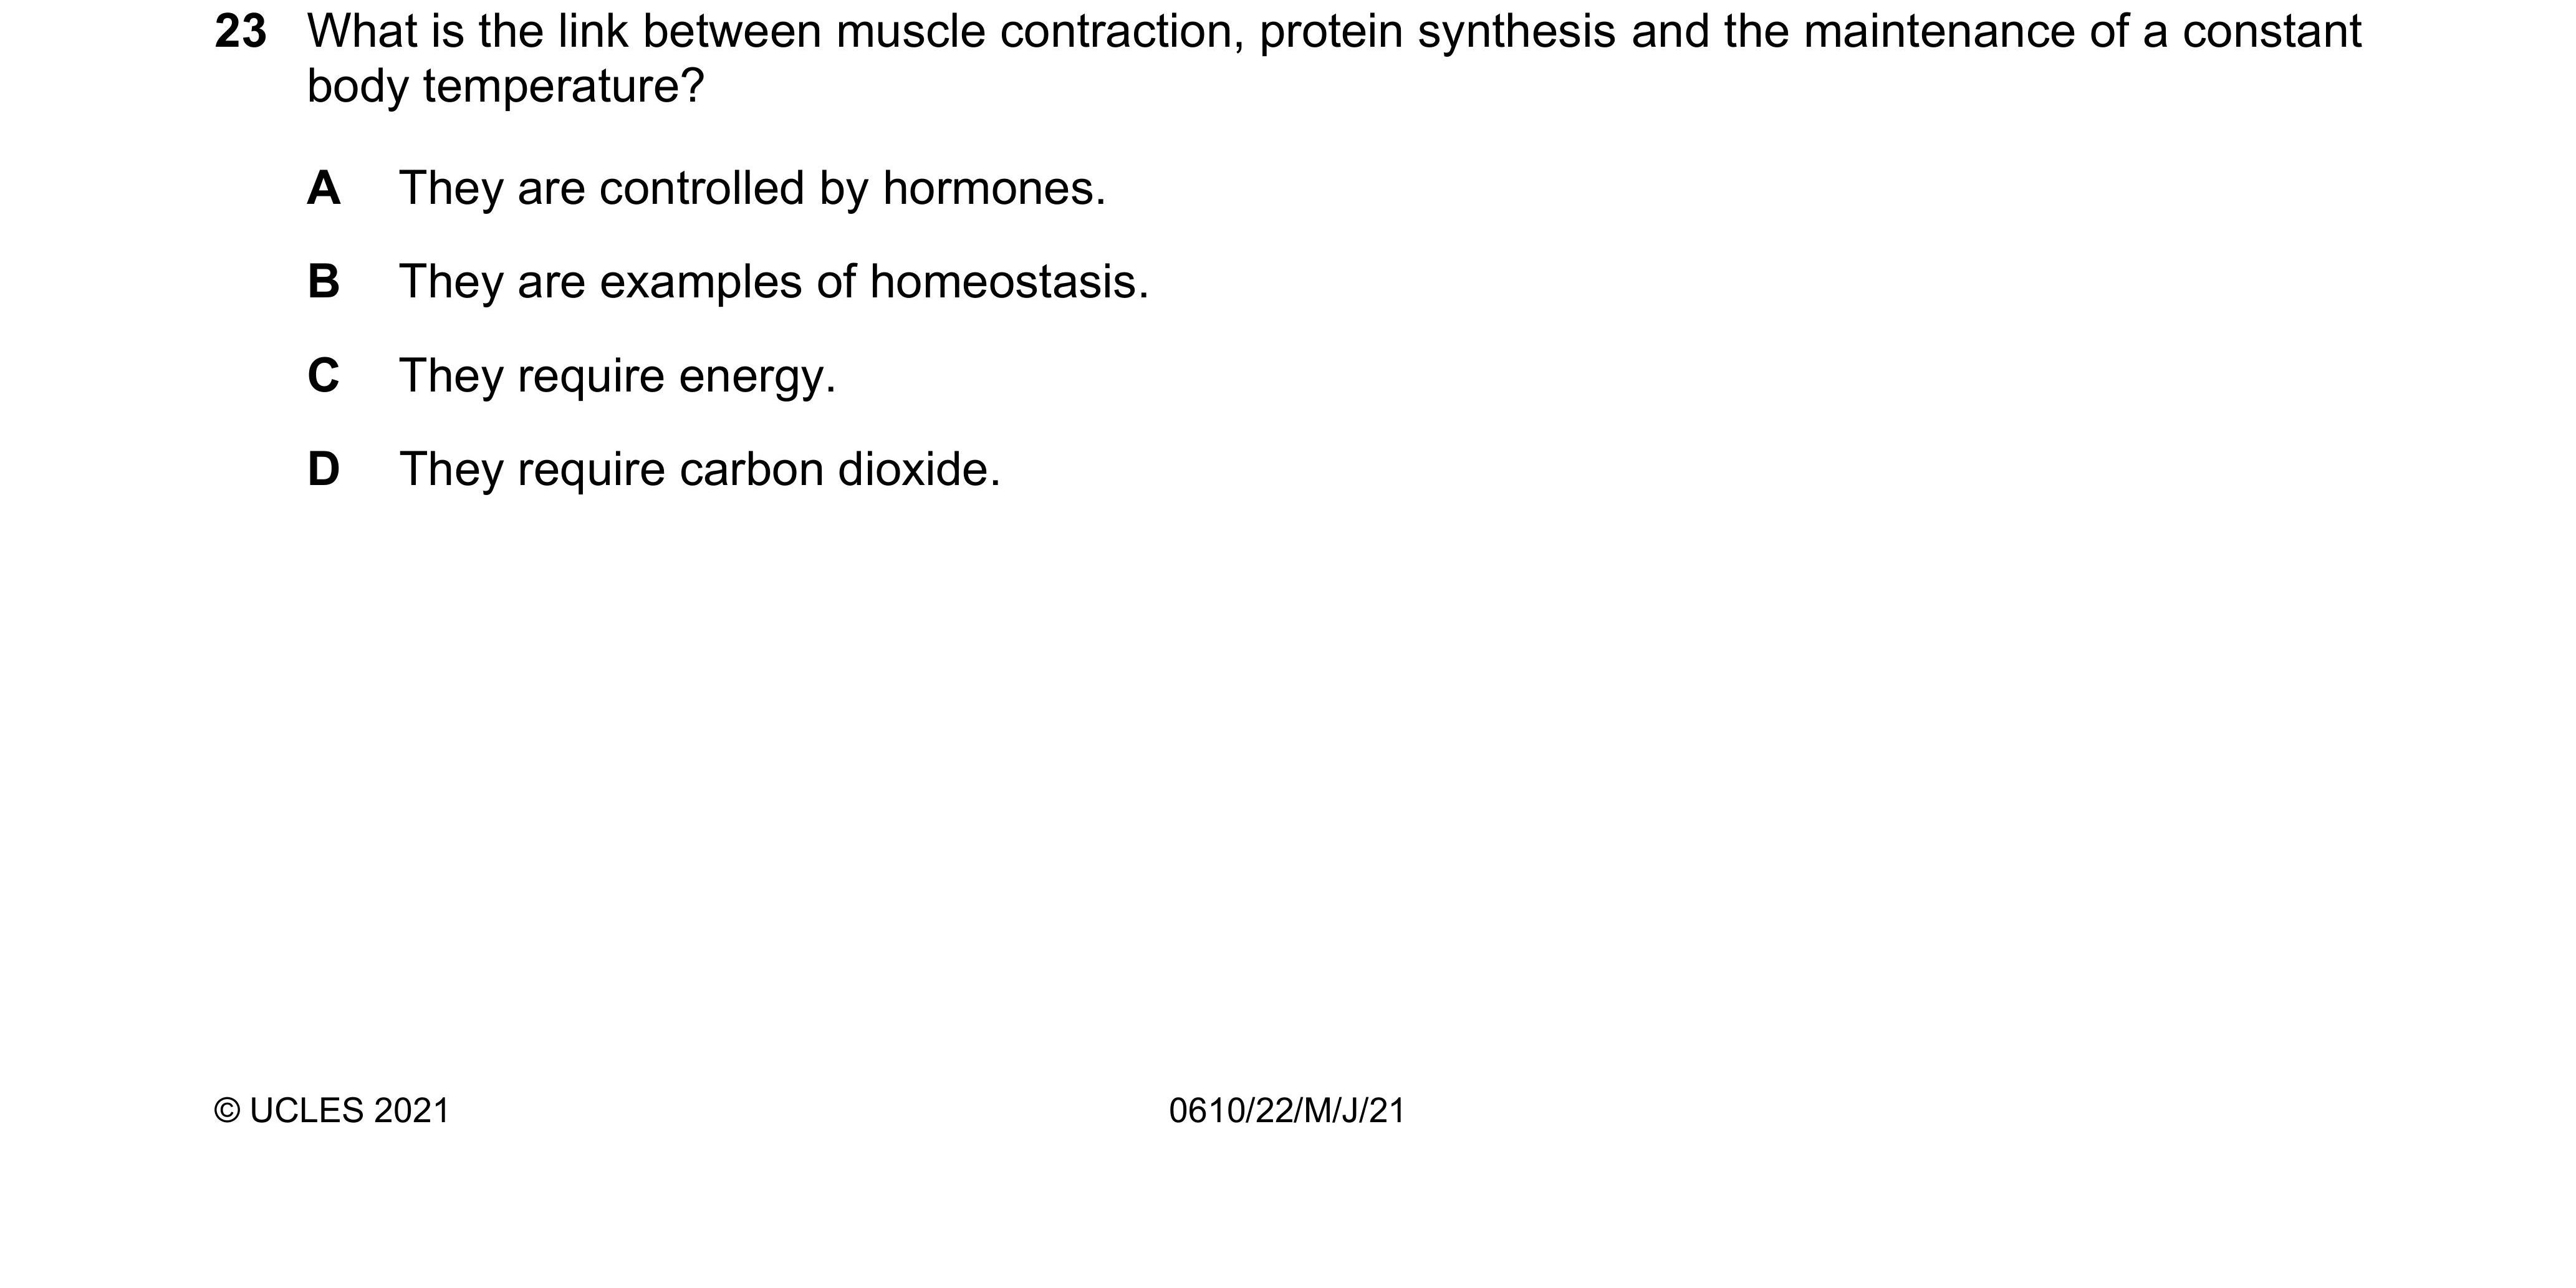 23 What is the link between muscle contraction, protein synthesis and the maintenance of a constant
body temperature?
A They are controlled by hormones.
B They are examples of homeostasis.
C They require energy.
D They require carbon dioxide.
© UCLES 2021 0610/22/M/J/21